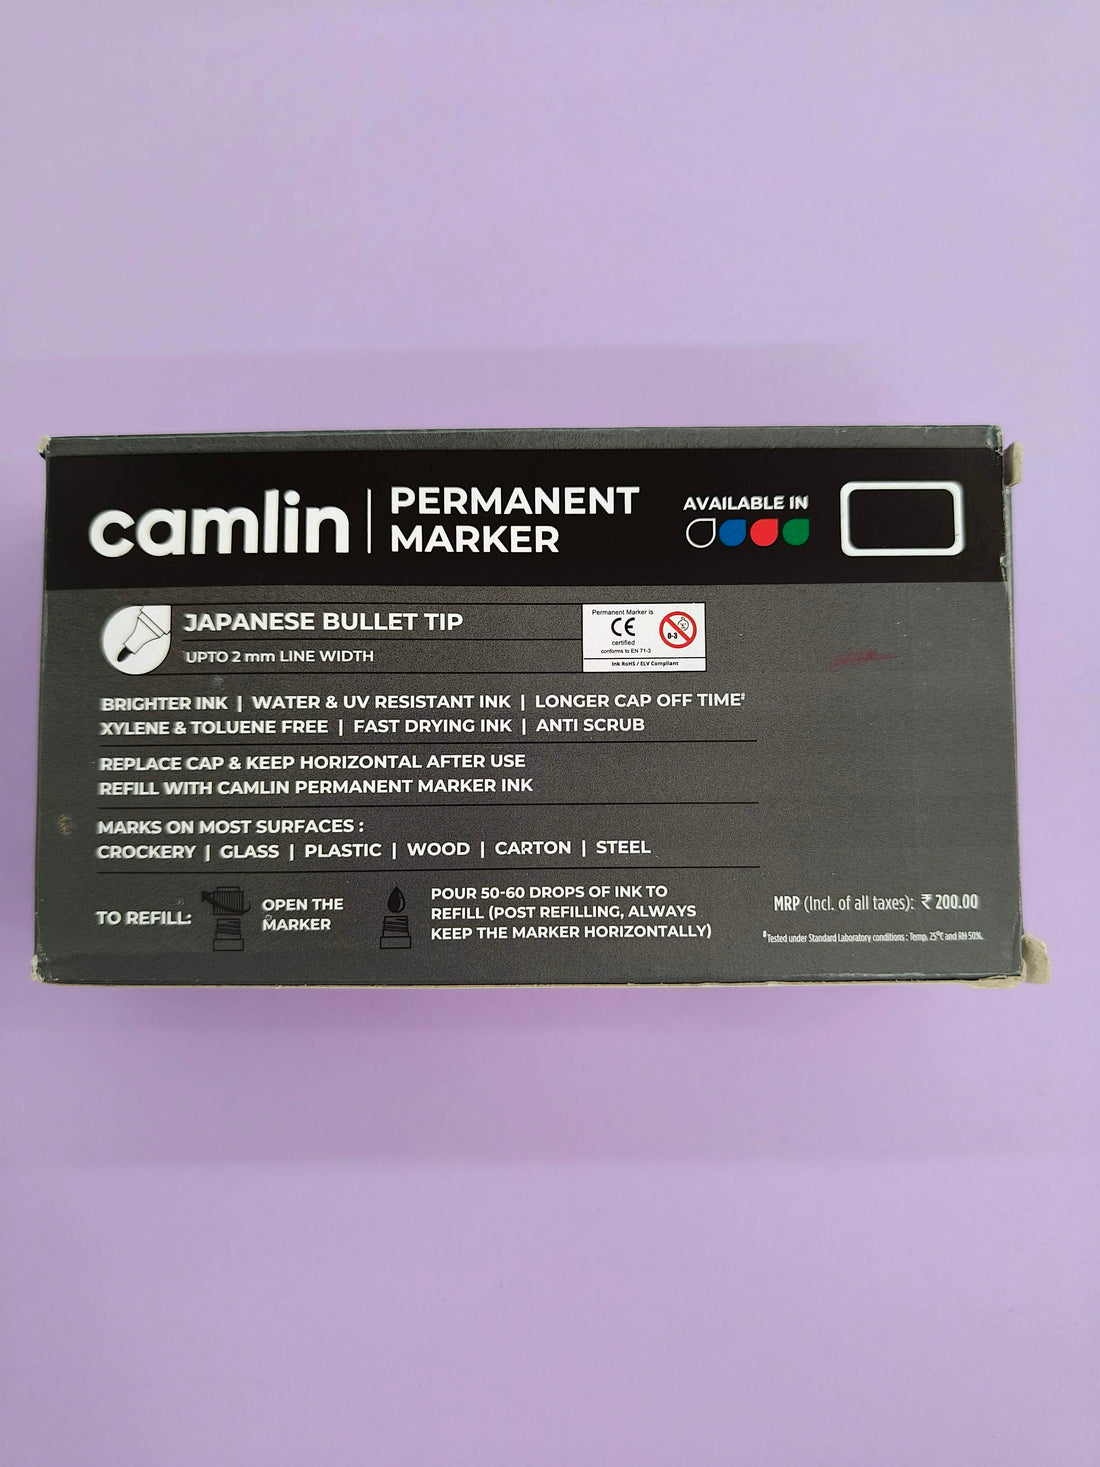 camlin
PERMANENT
MARKER
AVAILABLE IN
JAPANESE BULLET TIP
UPTO 2 mm LINE WIDTH
Permanent Marker is
CE
certified
conforms to EN 71-3
0-3
Ink RoHS / ELV Compliant
BRIGHTER INK | WATER & UV RESISTANT INK | LONGER CAP OFF TIME#
XYLENE & TOLUENE FREE | FAST DRYING INK | ANTI SCRUB
REPLACE CAP & KEEP HORIZONTAL AFTER USE
REFILL WITH CAMLIN PERMANENT MARKER INK
MARKS ON MOST SURFACES :
CROCKERY | GLASS | PLASTIC | WOOD | CARTON | STEEL
TO REFILL:
OPEN THE
MARKER
POUR 50-60 DROPS OF INK TO
REFILL (POST REFILLING, ALWAYS
KEEP THE MARKER HORIZONTALLY)
MRP (Incl. of all taxes): ₹ 200.00
#Tested under Standard Laboratory conditions : Temp. 25°C and RH 50%.